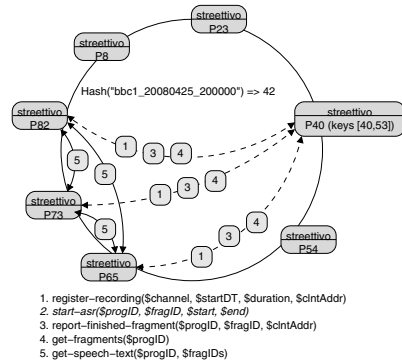 streettivo
P23
streettivo
P8
Hash("bbc1_20080425_200000") => 42
streettivo
P82
streettivo
P40 (keys [40,53])
1
3
4
5
5
1
3
4
streettivo
P73
5
4
3
1
streettivo
P54
streettivo
P65
1. register−recording($channel, $startDT, $duration, $clntAddr)
2. start−asr($progID, $fragID, $start, $end)
3. report−finished−fragment($progID, $fragID, $clntAddr)
4. get−fragments($progID)
5. get−speech−text($progID, $fragIDs)